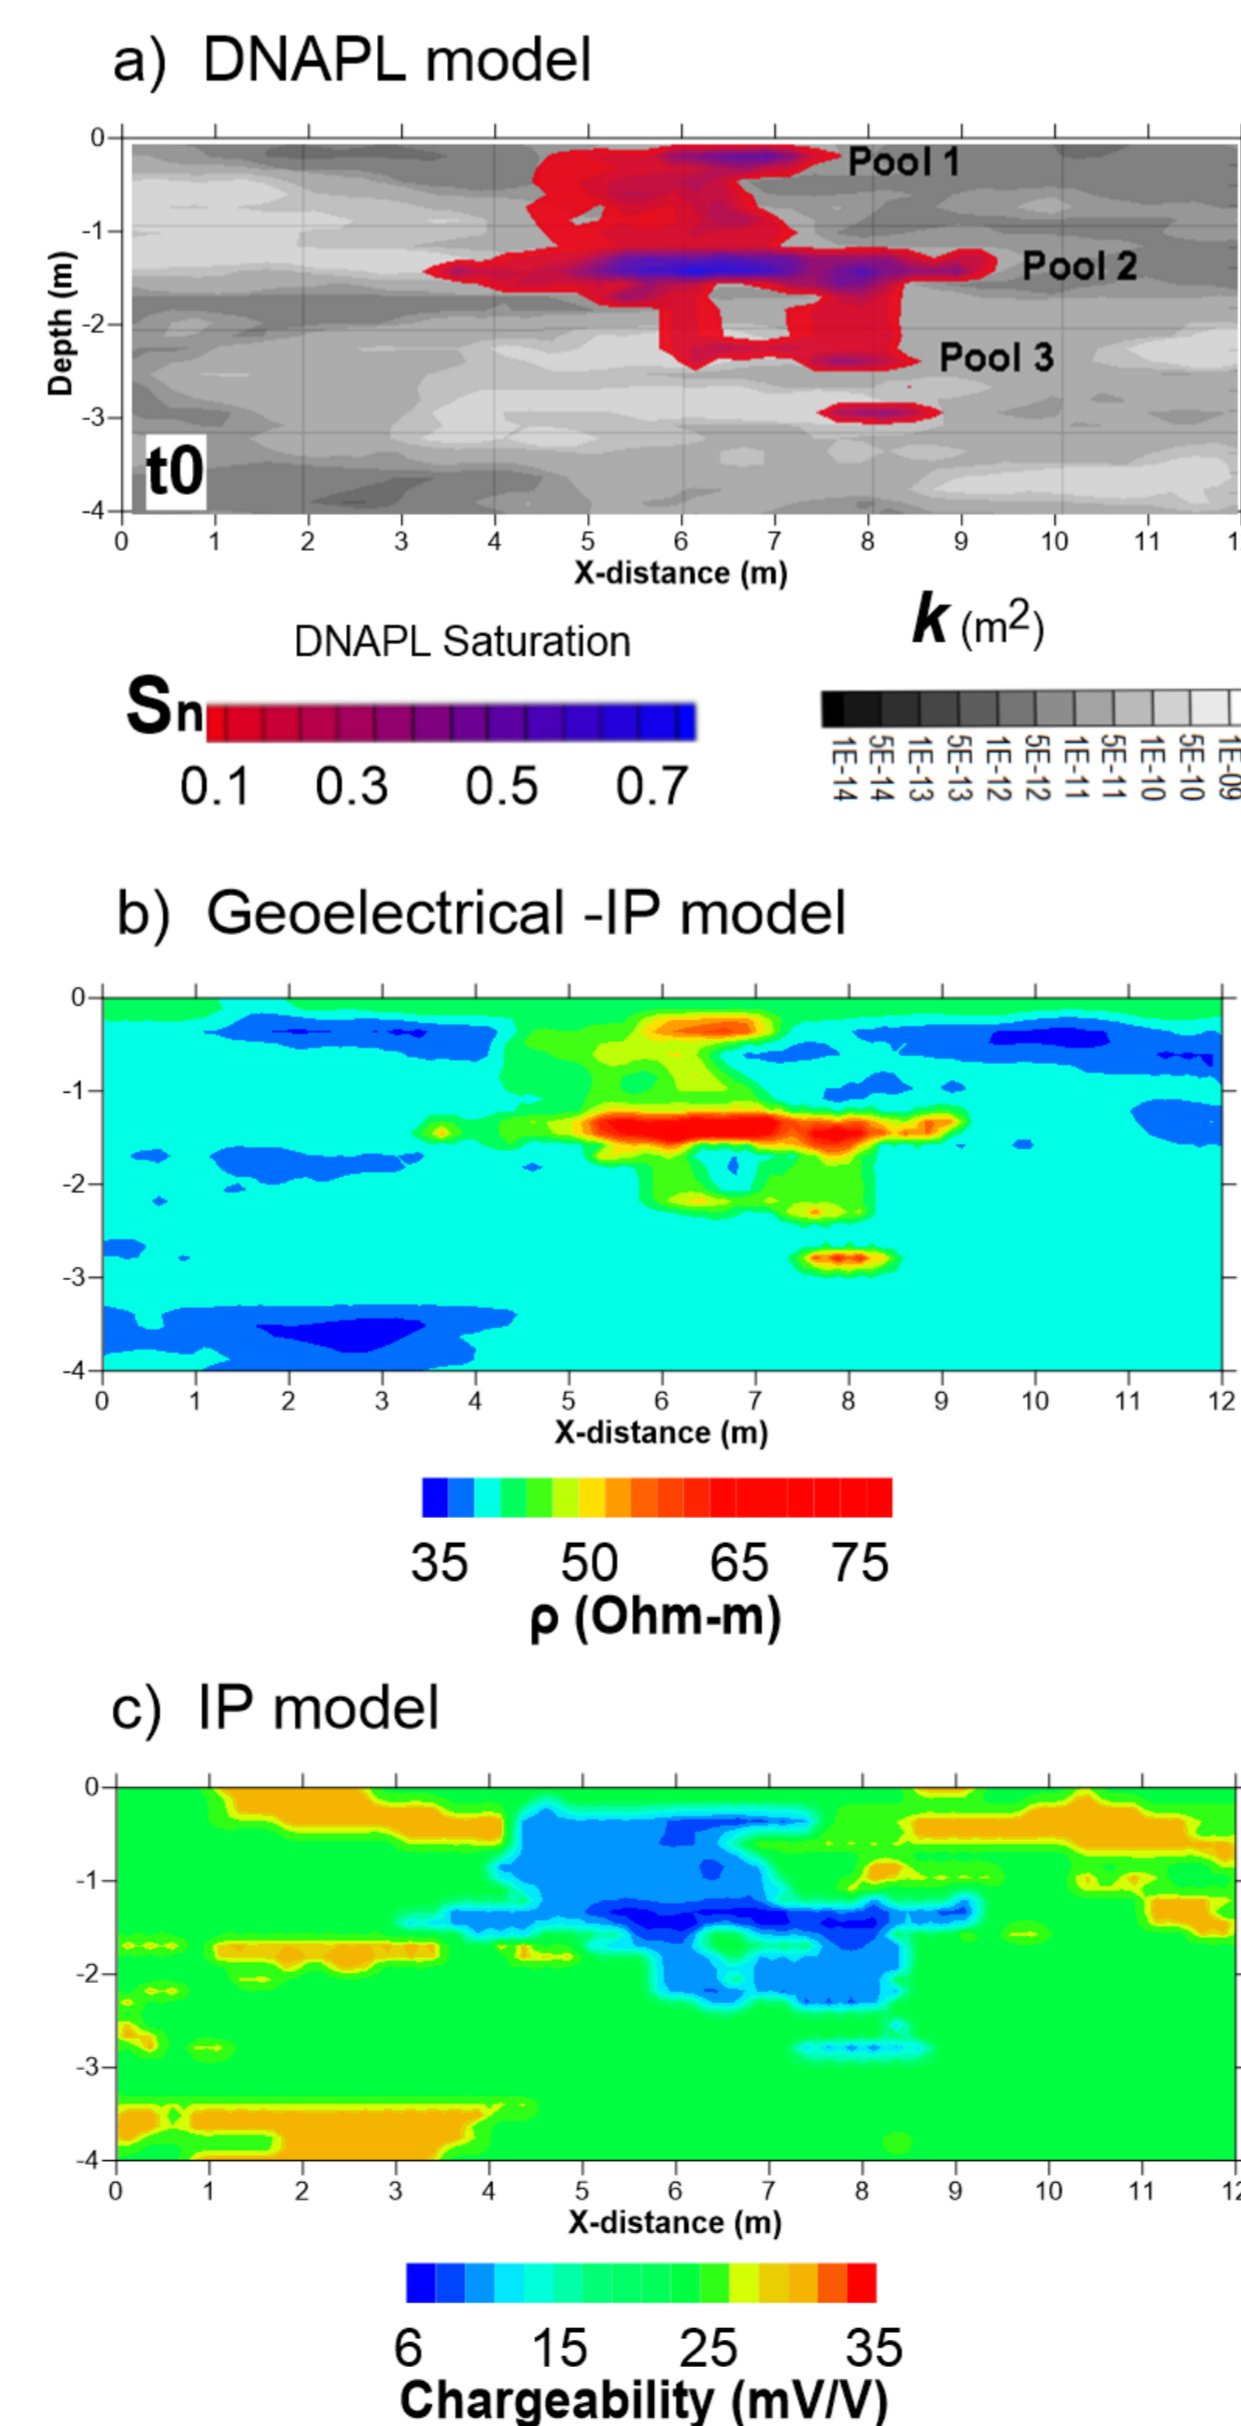 a) DNAPL model
0
Pool 1
-1
Pool 2
Depth (m)
-2
Pool 3
-3
t0
-4
0 1 2 3 4 5 6 7 8 9 10 11
X-distance (m)
DNAPL Saturation
k (m2)
Sn
0.1 0.3 0.5 0.7
1E-14 5E-14 1E-13 5E-13 1E-12 5E-12 1E-11 5E-11 1E-10 5E-10 1E-09
b) Geoelectrical -IP model
0
-1
-2
-3
-4
0 1 2 3 4 5 6 7 8 9 10 11 12
X-distance (m)
35 50 65 75
ρ (Ohm-m)
c) IP model
0
-1
-2
-3
-4
0 1 2 3 4 5 6 7 8 9 10 11 12
X-distance (m)
6 15 25 35
Chargeability (mV/V)